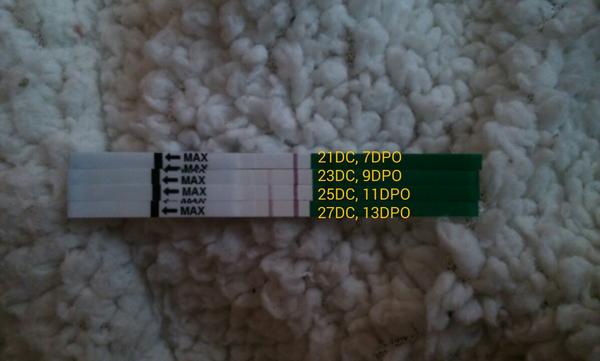 MAX
21DC, 7DPO
MAX
23DC, 9DPO
MAX
25DC, 11DPO
MAX
27DC, 13DPO